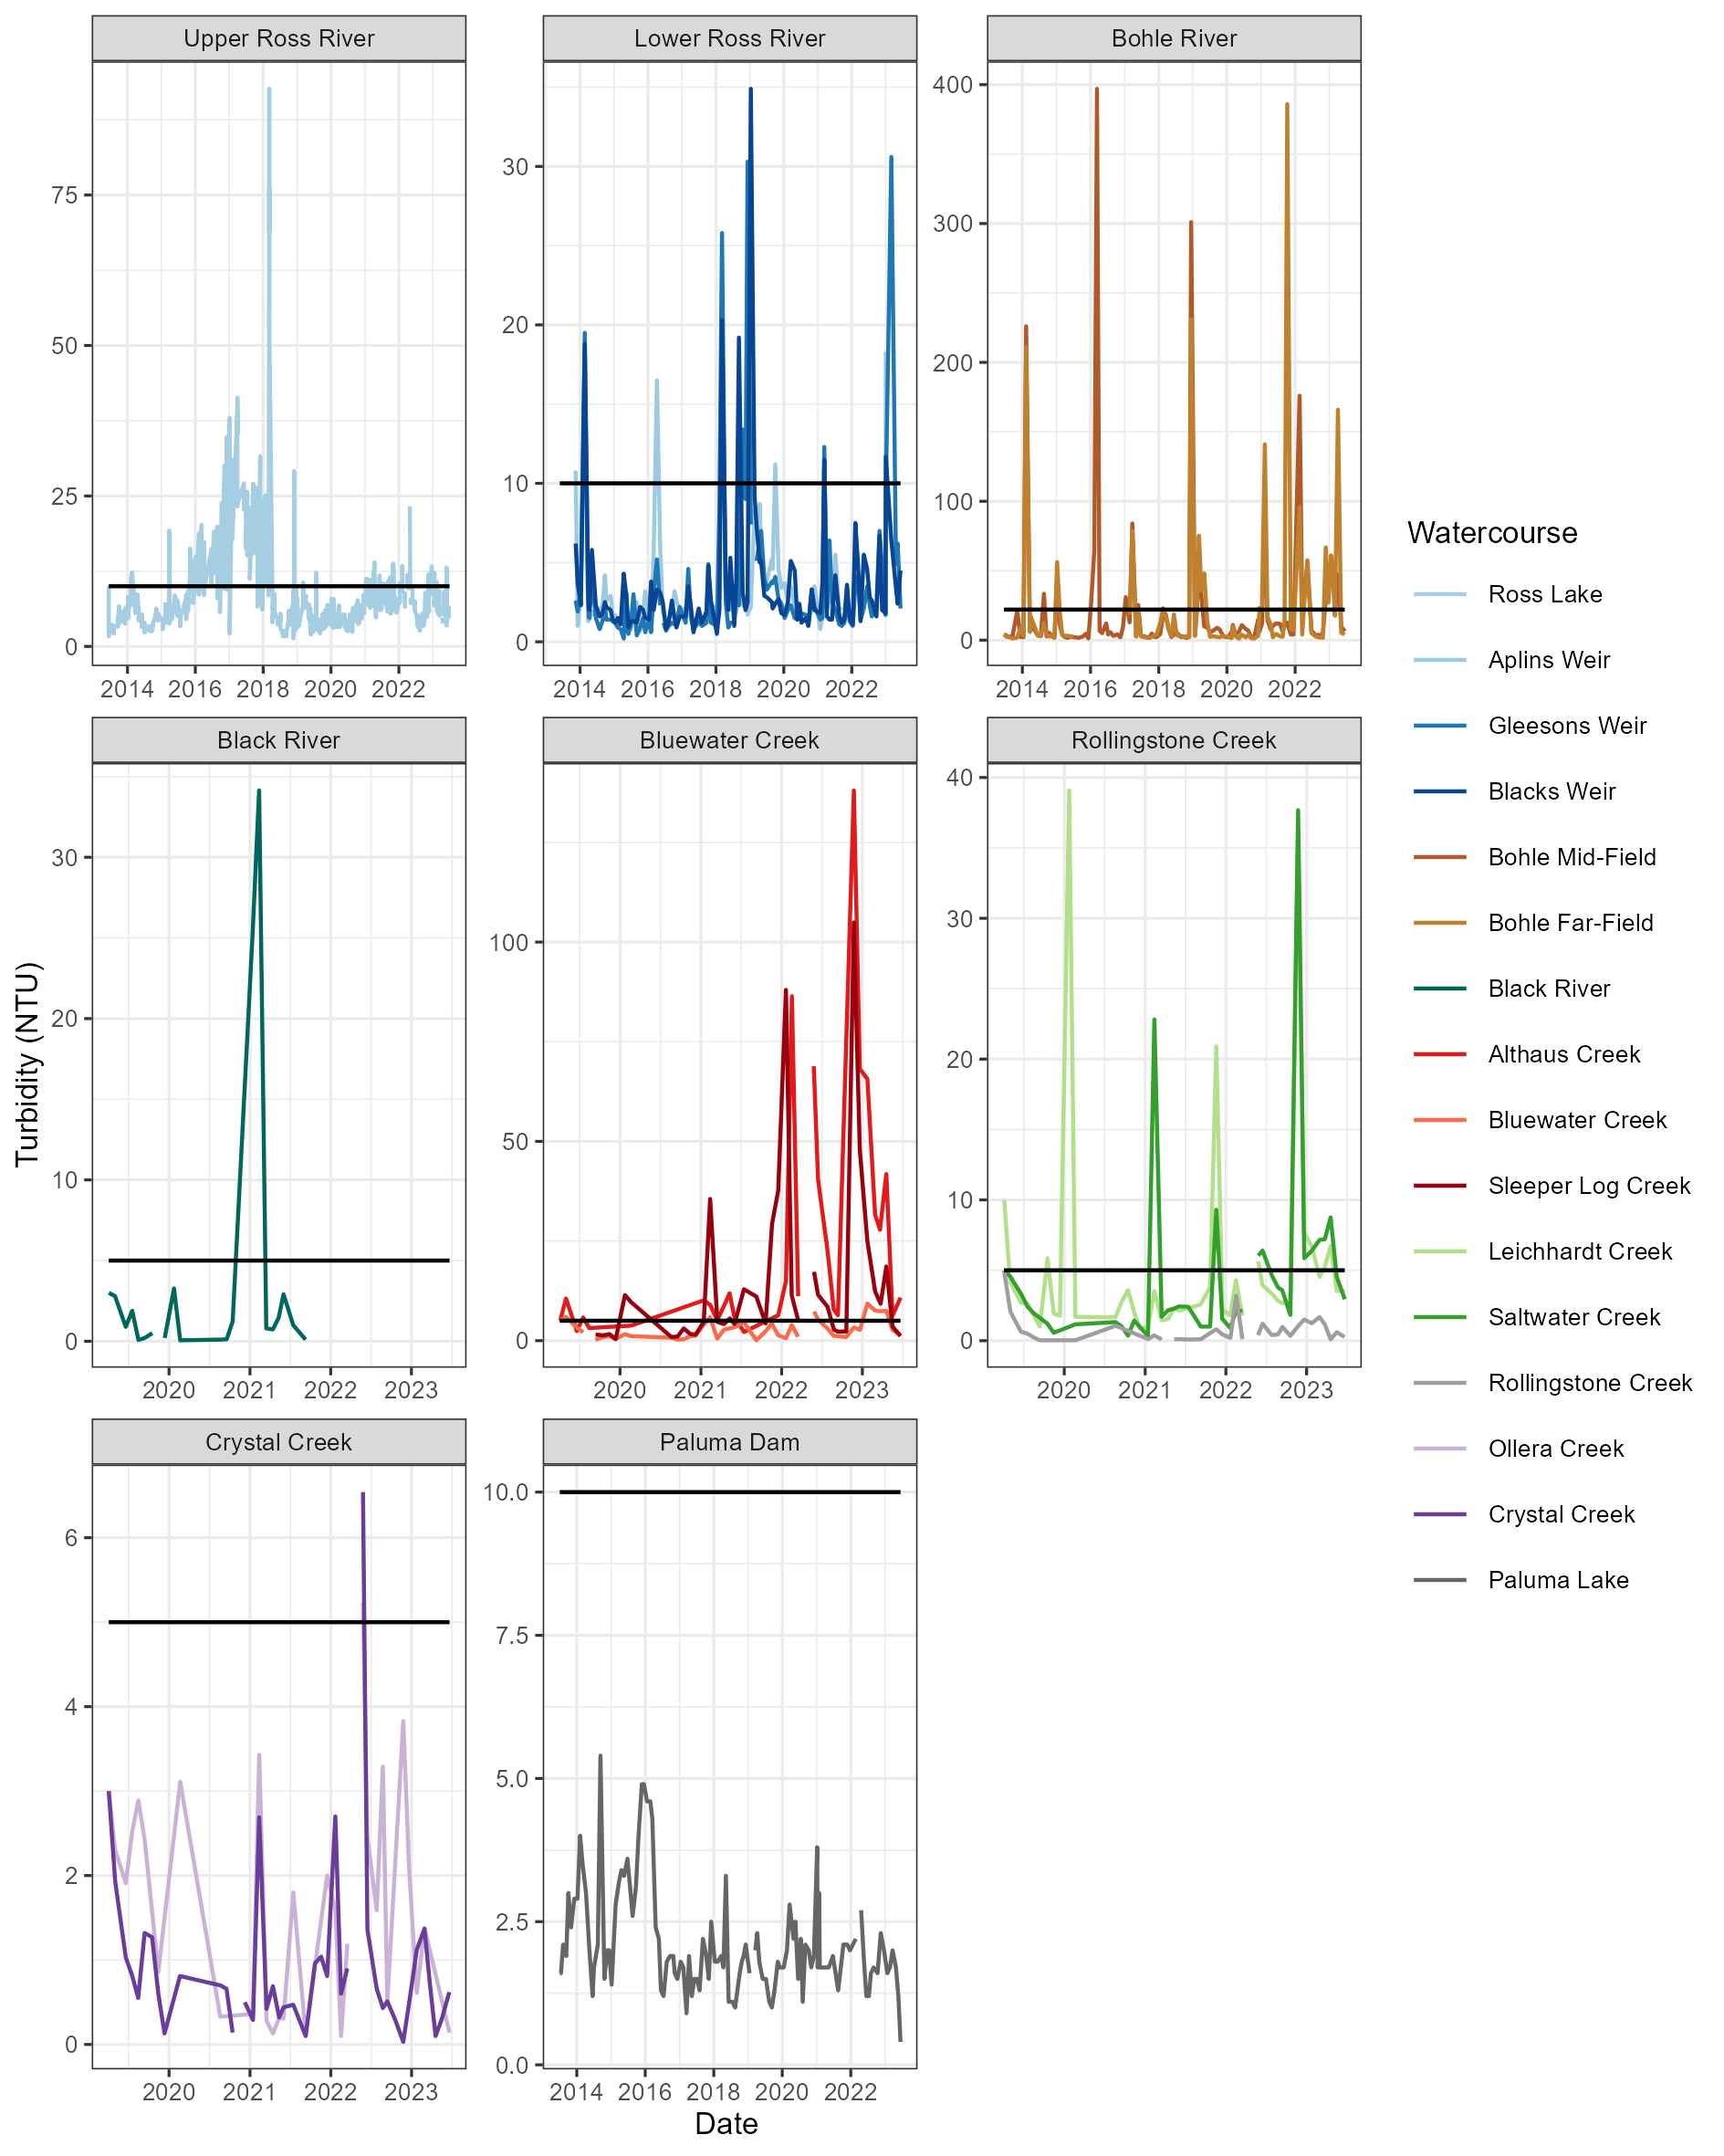 Upper Ross River
Lower Ross River
Bohle River
75
50
25
0
2014 2016 2018 2020 2022
30
20
10
0
2014 2016 2018 2020 2022
400
300
200
100
0
2014 2016 2018 2020 2022
Black River
Bluewater Creek
Rollingstone Creek
30
20
10
0
2020 2021 2022 2023
100
50
0
2020 2021 2022 2023
40
30
20
10
0
2020 2021 2022 2023
Crystal Creek
Paluma Dam
6
4
2
0
2020 2021 2022 2023
10.0
7.5
5.0
2.5
0.0
2014 2016 2018 2020 2022
Turbidity (NTU)
Date
Watercourse
Ross Lake
Aplins Weir
Gleesons Weir
Blacks Weir
Bohle Mid-Field
Bohle Far-Field
Black River
Althaus Creek
Bluewater Creek
Sleeper Log Creek
Leichhardt Creek
Saltwater Creek
Rollingstone Creek
Ollera Creek
Crystal Creek
Paluma Lake